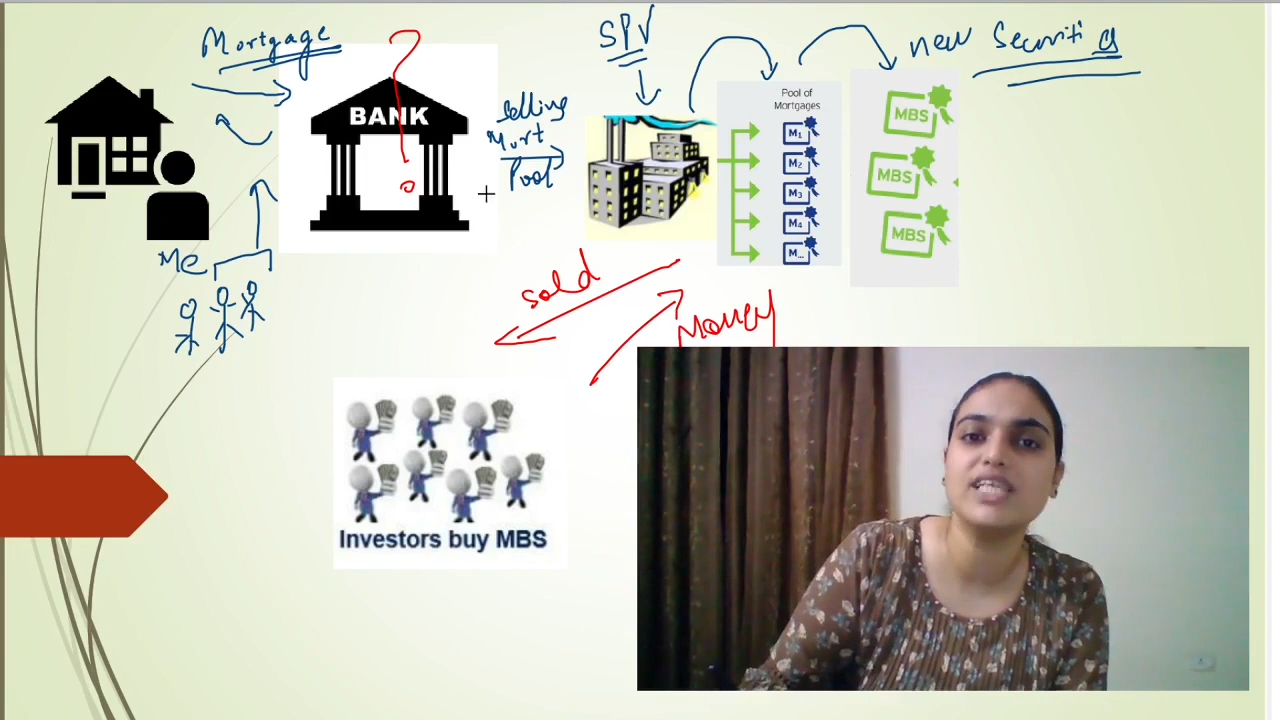 Mortgage
SPV
new Securities
BANK
?
selling
Mort
Pool
Pool of
Mortgages
M1
M2
M3
M4
M...
MBS
MBS
MBS
Me
sold
Money
Investors buy MBS